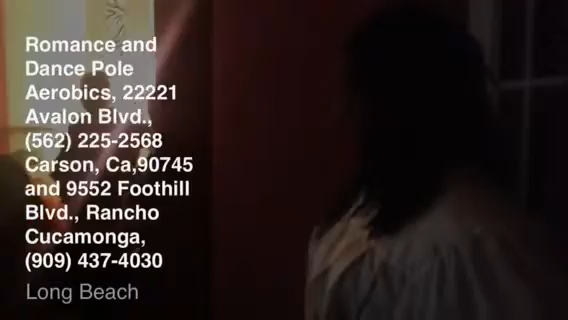 Romance and
Dance Pole
Aerobics, 22221
Avalon Blvd.,
(562) 225-2568
Carson, Ca,90745
and 9552 Foothill
Blvd., Rancho
Cucamonga,
(909) 437-4030
Long Beach